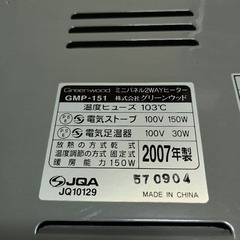 Greenwood ミニパネル2WAYヒーター
GMP-151 株式会社グリーンウッド
温度ヒューズ 103℃
電気ストーブ 100V 150W
電気足温器 100V 30W
放熱の方式 乾式
温度調節の方式 固定式
暖房能力 150W
2007年製
JQA
JQ10129
570904
MADE IN CHINA